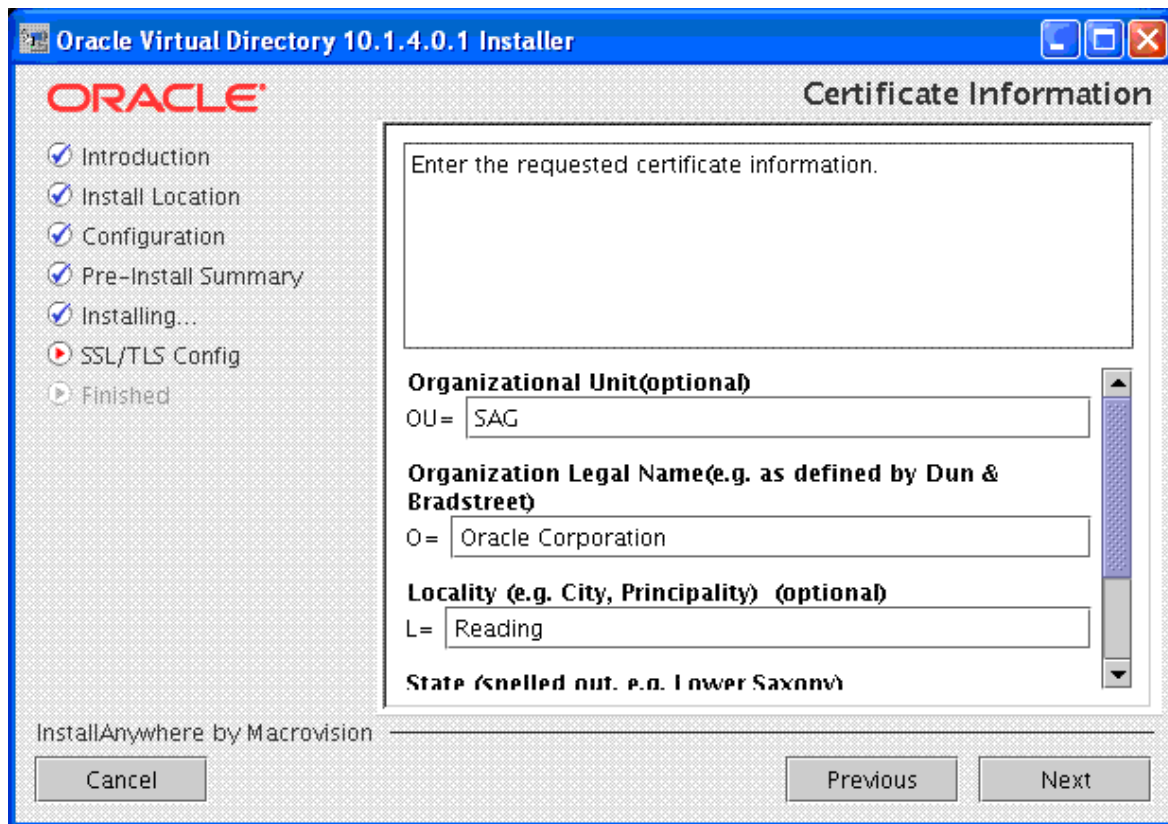 Oracle Virtual Directory 10.1.4.0.1 Installer
ORACLE
Certificate Information
Introduction
Install Location
Configuration
Pre-Install Summary
Installing...
SSL/TLS Config
Finished
Enter the requested certificate information.
Organizational Unit(optional)
OU= SAG
Organization Legal Name(e.g. as defined by Dun &
Bradstreet)
O= Oracle Corporation
Locality (e.g. City, Principality) (optional)
L= Reading
State (spelled out, e.g. Lower Saxony)
InstallAnywhere by Macrovision
Cancel
Previous
Next